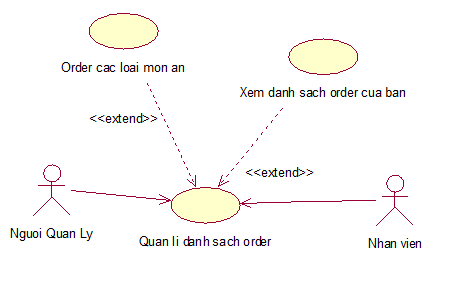 Order cac loai mon an
Xem danh sach order cua ban
<<extend>>
<<extend>>
Nguoi Quan Ly
Quan li danh sach order
Nhan vien